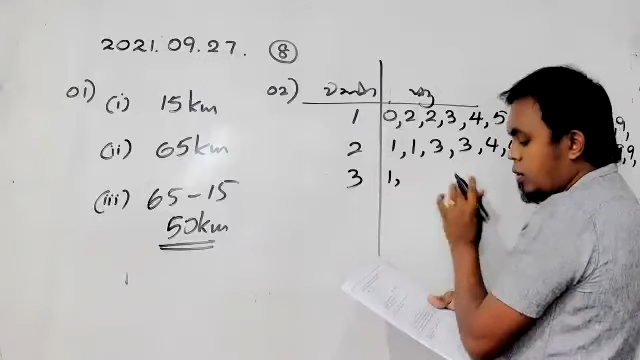 2021.09.27. 8
01) (i) 15km
(ii) 65km
(iii) 65-15
50km
02)
1 0,2,2,3,4,5
2 1,1,3,3,4,
3 1,